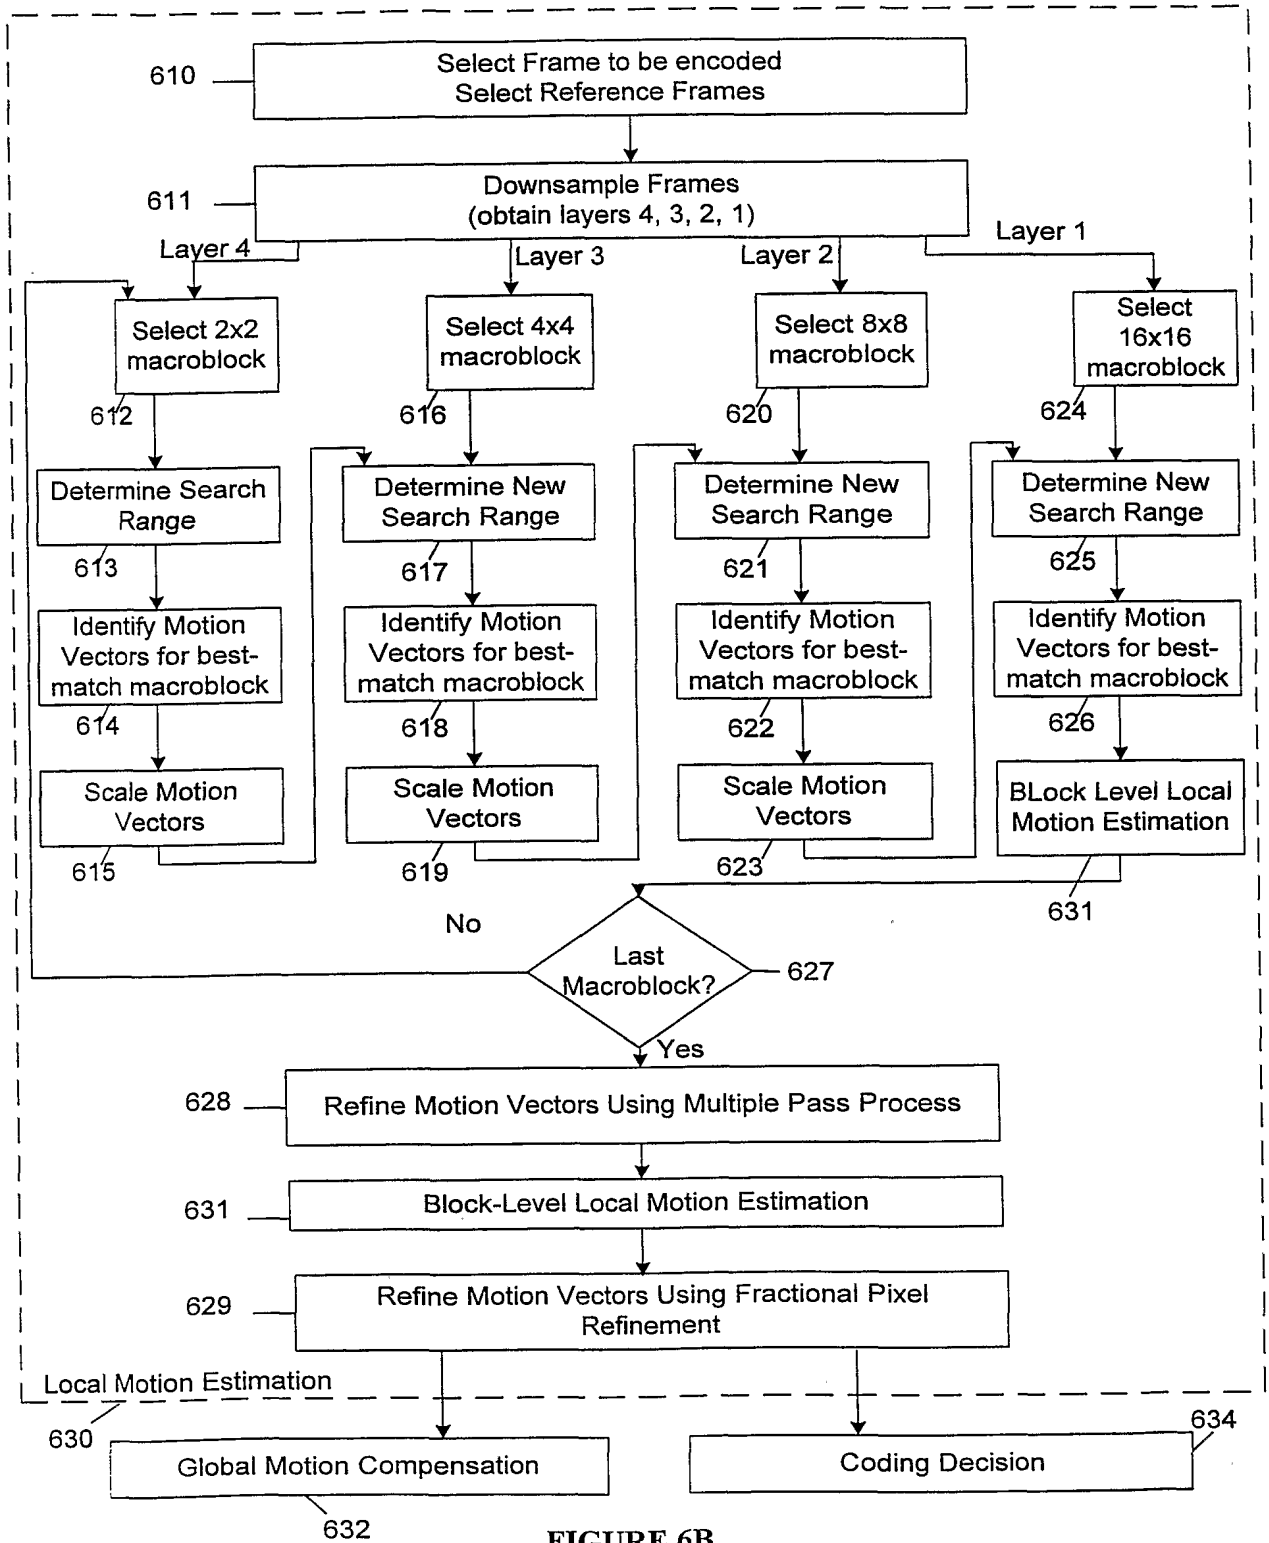 610
Select Frame to be encoded
Select Reference Frames
611
Downsample Frames
(obtain layers 4, 3, 2, 1)
Layer 4
Layer 3
Layer 2
Layer 1
Select 2x2
macroblock
612
Select 4x4
macroblock
616
Select 8x8
macroblock
620
Select
16x16
macroblock
624
Determine Search
Range
613
Determine New
Search Range
617
Determine New
Search Range
621
Determine New
Search Range
625
Identify Motion
Vectors for best-
match macroblock
614
Identify Motion
Vectors for best-
match macroblock
618
Identify Motion
Vectors for best-
match macroblock
622
Identify Motion
Vectors for best-
match macroblock
626
Scale Motion
Vectors
615
Scale Motion
Vectors
619
Scale Motion
Vectors
623
BLock Level Local
Motion Estimation
631
No
Last
Macroblock?
627
Yes
628
Refine Motion Vectors Using Multiple Pass Process
631
Block-Level Local Motion Estimation
629
Refine Motion Vectors Using Fractional Pixel
Refinement
Local Motion Estimation
630
Global Motion Compensation
632
Coding Decision
634
FIGURE 6B